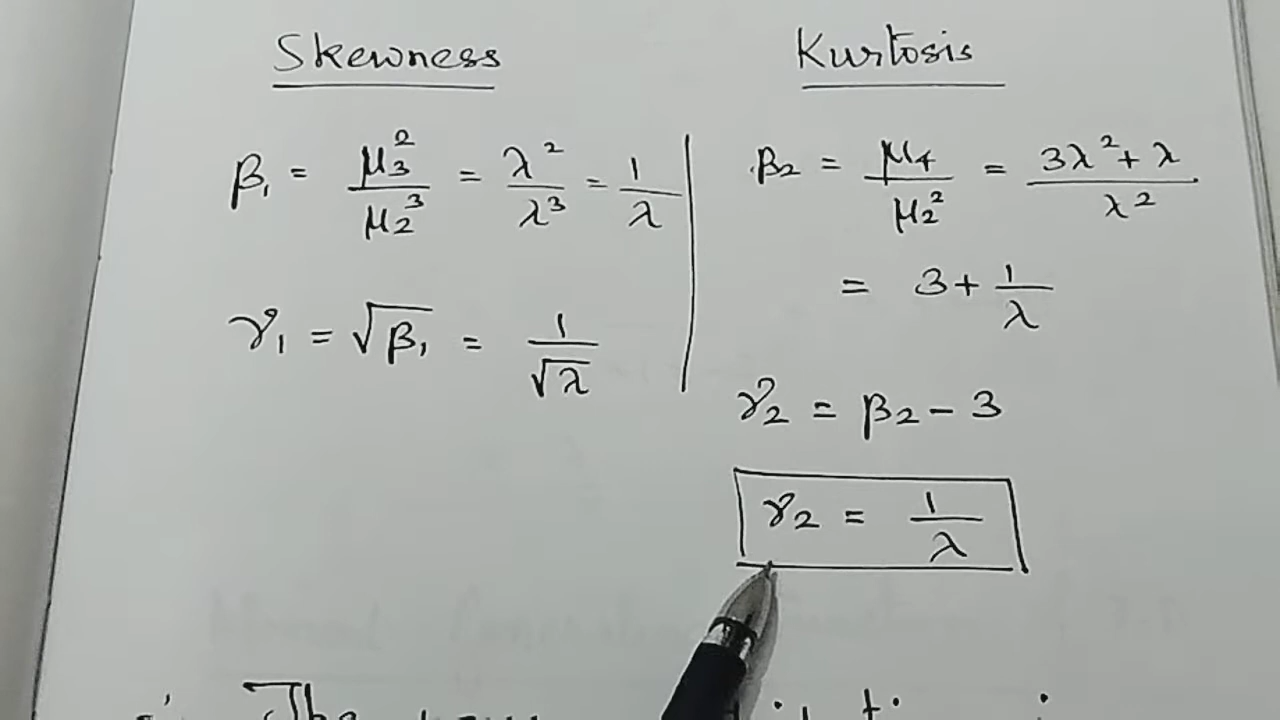 Skewness
β₁ = μ₃² / μ₂³ = λ² / λ³ = 1 / λ
γ₁ = √β₁ = 1 / √λ
Kurtosis
β₂ = μ₄ / μ₂² = 3λ² + λ / λ²
= 3 + 1 / λ
γ₂ = β₂ - 3
γ₂ = 1 / λ
The